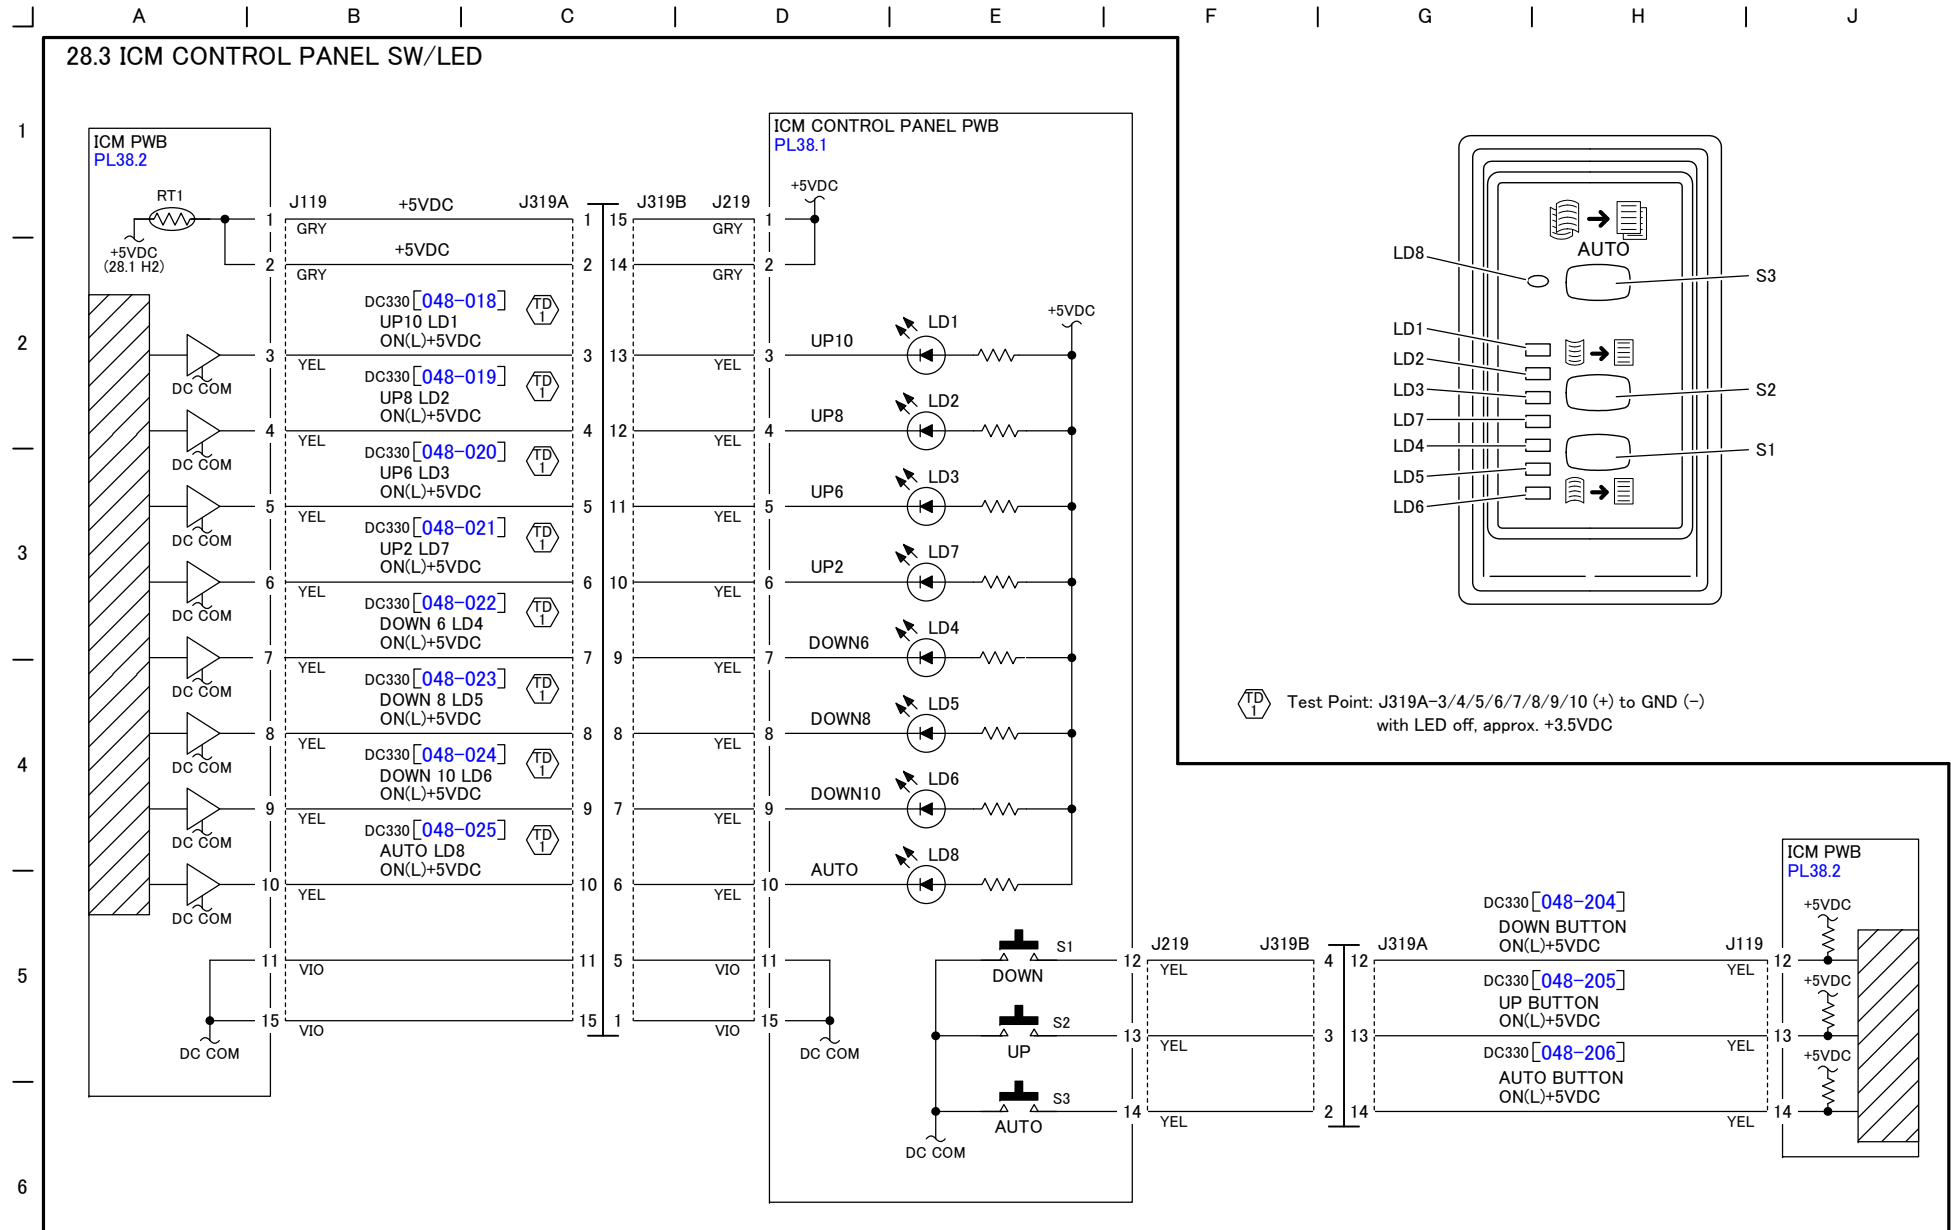 A B C D E F G H J
28.3 ICM CONTROL PANEL SW/LED
1
2
3
4
5
6
ICM PWB
PL38.2
RT1
+5VDC
(28.1 H2)
J119 +5VDC J319A J319B J219
1 GRY 1 15 GRY 1
+5VDC
2 GRY 2 14 GRY 2
ICM CONTROL PANEL PWB
PL38.1
+5VDC
+5VDC
DC330[048-018]
UP10 LD1
ON(L)+5VDC
TD
1
DC COM
3 YEL 3 13 YEL 3 UP10 LD1
DC330[048-019]
UP8 LD2
ON(L)+5VDC
TD
1
DC COM
4 YEL 4 12 YEL 4 UP8 LD2
DC330[048-020]
UP6 LD3
ON(L)+5VDC
TD
1
DC COM
5 YEL 5 11 YEL 5 UP6 LD3
DC330[048-021]
UP2 LD7
ON(L)+5VDC
TD
1
DC COM
6 YEL 6 10 YEL 6 UP2 LD7
DC330[048-022]
DOWN 6 LD4
ON(L)+5VDC
TD
1
DC COM
7 YEL 7 9 YEL 7 DOWN6 LD4
DC330[048-023]
DOWN 8 LD5
ON(L)+5VDC
TD
1
DC COM
8 YEL 8 8 YEL 8 DOWN8 LD5
DC330[048-024]
DOWN 10 LD6
ON(L)+5VDC
TD
1
DC COM
9 YEL 9 7 YEL 9 DOWN10 LD6
DC330[048-025]
AUTO LD8
ON(L)+5VDC
TD
1
DC COM
10 YEL 10 6 YEL 10 AUTO LD8
11 VIO 11 5 VIO 11
15 VIO 15 1 VIO 15
DC COM
DC COM
S1
DOWN
S2
UP
S3
AUTO
DC COM
J219 J319B J319A J119
12 YEL 4 12 YEL 12
13 YEL 3 13 YEL 13
14 YEL 2 14 YEL 14
DC330[048-204]
DOWN BUTTON
ON(L)+5VDC
DC330[048-205]
UP BUTTON
ON(L)+5VDC
DC330[048-206]
AUTO BUTTON
ON(L)+5VDC
ICM PWB
PL38.2
+5VDC
+5VDC
+5VDC
AUTO
LD8
LD1
LD2
LD3
LD7
LD4
LD5
LD6
S3
S2
S1
TD
1
Test Point: J319A-3/4/5/6/7/8/9/10 (+) to GND (-)
with LED off, approx. +3.5VDC